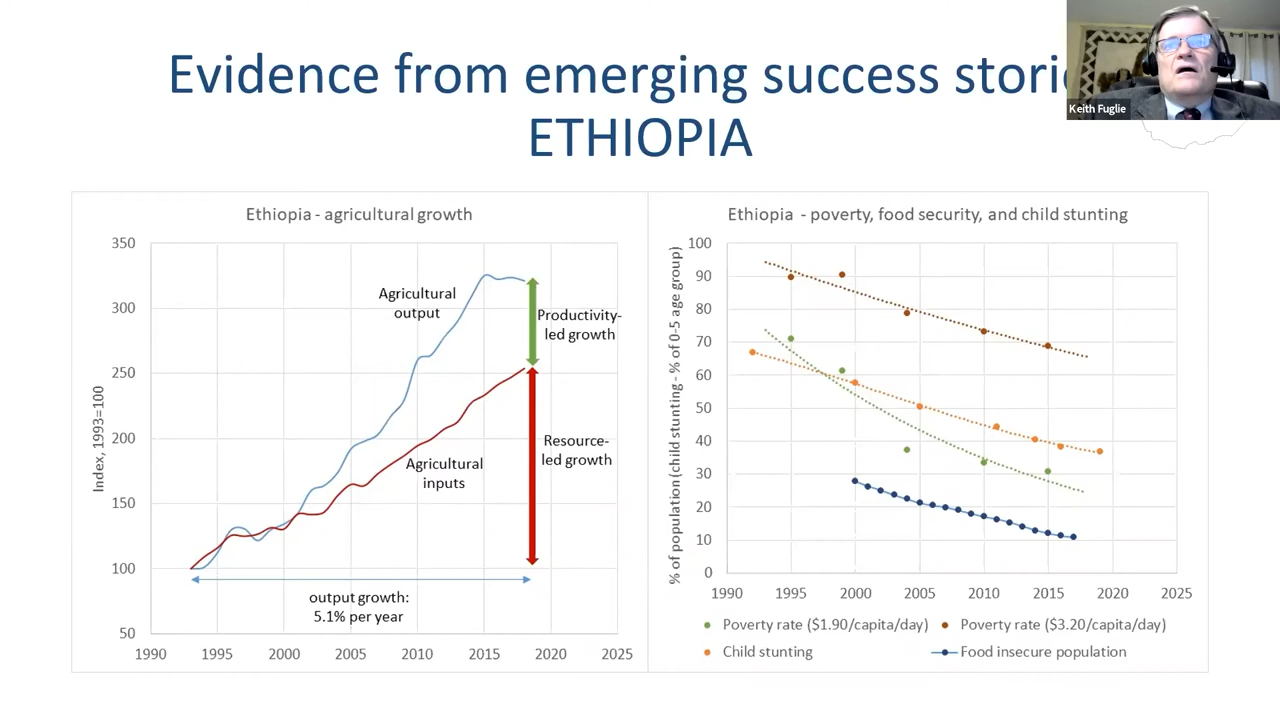 Evidence from emerging success stori
ETHIOPIA
Keith Fuglie
Ethiopia - agricultural growth
Index, 1993=100
350
300
250
200
150
100
50
1990
1995
2000
2005
2010
2015
2020
2025
Agricultural
output
Productivity-
led growth
Agricultural
inputs
Resource-
led growth
output growth:
5.1% per year
Ethiopia - poverty, food security, and child stunting
% of population (child stunting - % of 0-5 age group)
100
90
80
70
60
50
40
30
20
10
0
1990
1995
2000
2005
2010
2015
2020
2025
Poverty rate ($1.90/capita/day)
Poverty rate ($3.20/capita/day)
Child stunting
Food insecure population